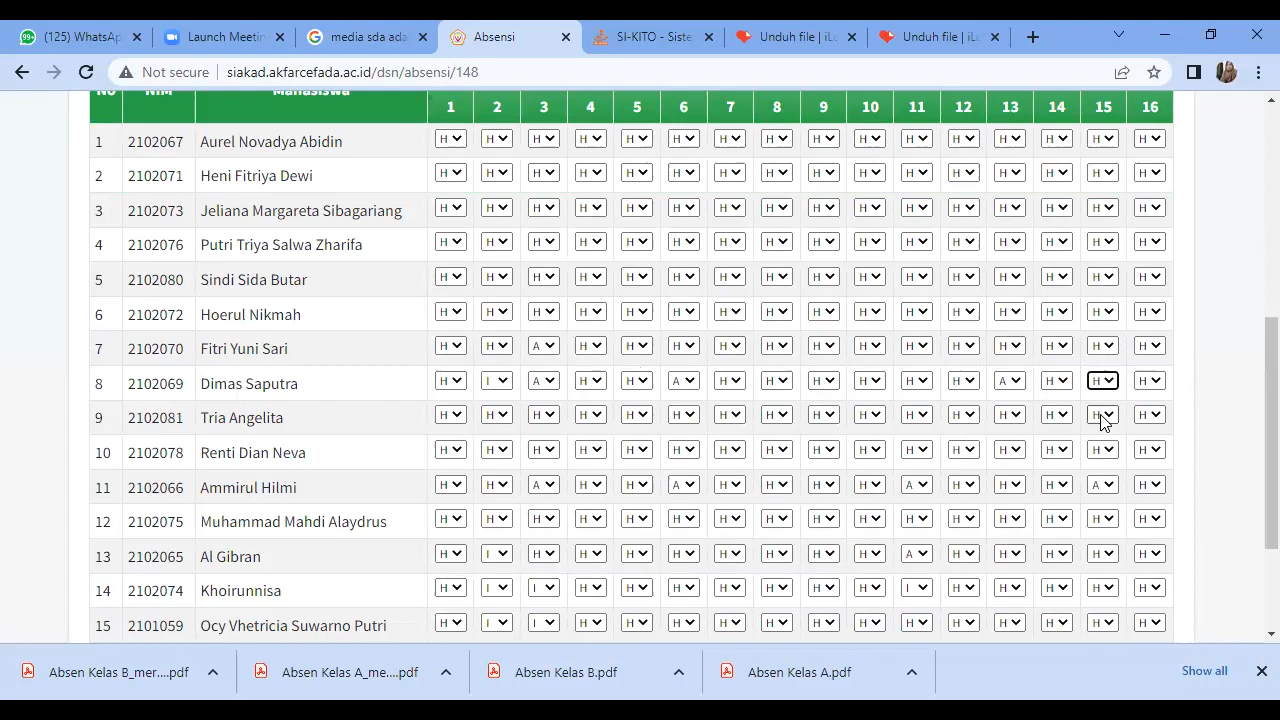 (125) WhatsAp
Launch Meetin
media sda ada
Absensi
SI-KITO - Siste
Unduh file | iLo
Unduh file | iLo
Not secure siakad.akfarcefada.ac.id/dsn/absensi/148
No NIM Mahasiswa 1 2 3 4 5 6 7 8 9 10 11 12 13 14 15 16
1 2102067 Aurel Novadya Abidin H H H H H H H H H H H H H H H H
2 2102071 Heni Fitriya Dewi H H H H H H H H H H H H H H H H
3 2102073 Jeliana Margareta Sibagariang H H H H H H H H H H H H H H H H
4 2102076 Putri Triya Salwa Zharifa H H H H H H H H H H H H H H H H
5 2102080 Sindi Sida Butar H H H H H H H H H H H H H H H H
6 2102072 Hoerul Nikmah H H H H H H H H H H H H H H H H
7 2102070 Fitri Yuni Sari H H A H H H H H H H H H H H H H
8 2102069 Dimas Saputra H I A H H A H H H H H H A H H H
9 2102081 Tria Angelita H H H H H H H H H H H H H H H H
10 2102078 Renti Dian Neva H H H H H H H H H H H H H H H H
11 2102066 Ammirul Hilmi H H A H H A H H H H A H H H A H
12 2102075 Muhammad Mahdi Alaydrus H H H H H H H H H H H H H H H H
13 2102065 Al Gibran H I H H H H H H H H A H H H H H
14 2102074 Khoirunnisa H I I H H H H H H H I H H H H H
15 2101059 Ocy Vhetricia Suwarno Putri H I I H H H H H H H H H H H H H
Absen Kelas B_mer....pdf
Absen Kelas A_me....pdf
Absen Kelas B.pdf
Absen Kelas A.pdf
Show all